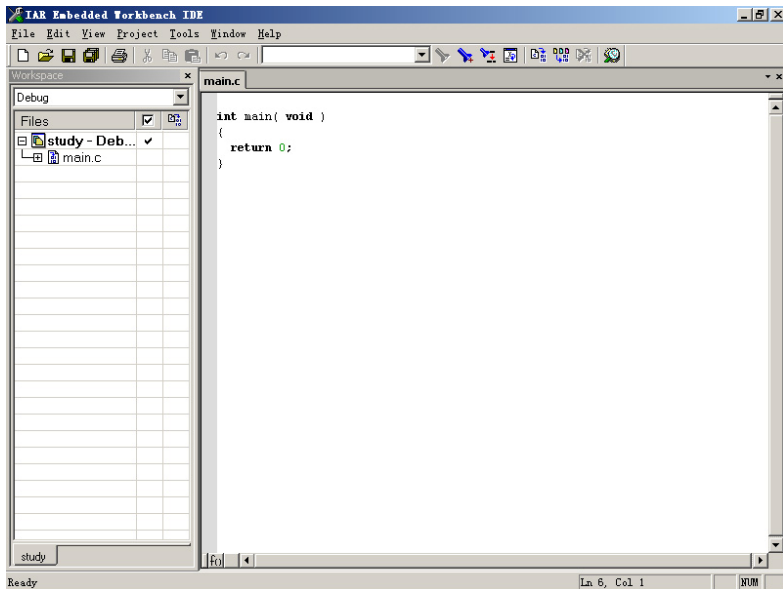 IAR Embedded Workbench IDE
File Edit View Project Tools Window Help
Workspace
main.c
Debug
Files
study - Deb...
main.c
int main( void )
{
  return 0;
}
study
f()
Ready
Ln 6, Col 1
NUM